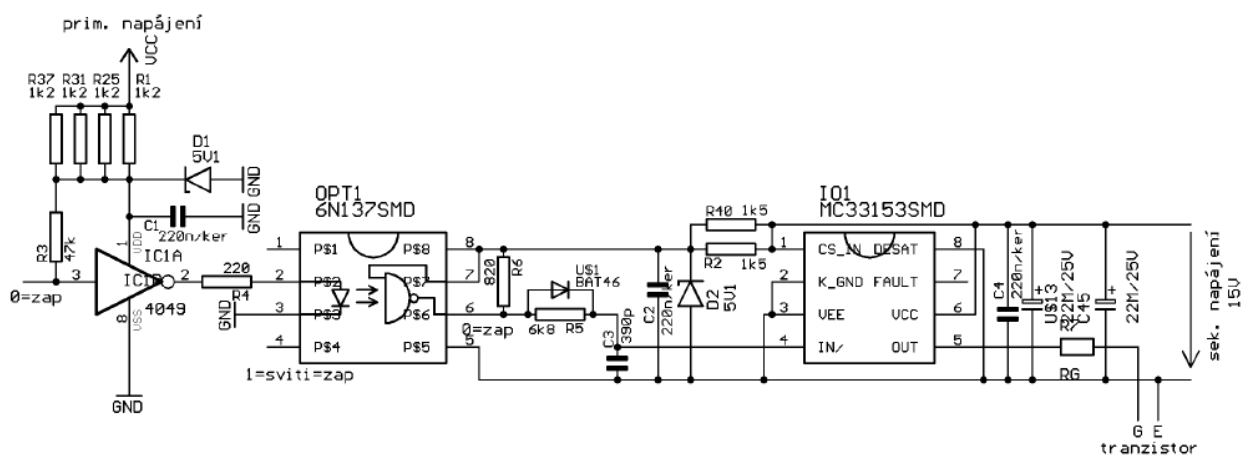 prim. napájení
VCC
R37 R31 R25 R1
1k2 1k2 1k2 1k2
D1
5V1
GND
C1
220n/ker
GND
R3
47k
1
VDD
IC1A
3
2
0=zap
4049
8
VSS
GND
220
R4
GND
OPT1
6N137SMD
1 P$1 P$8 8
2 P$2 P$7 7
3 P$3 P$6 6
4 P$4 P$5 5
1=sviti=zap
820
R6
U$1
BAT46
0=zap
6k8 R5
C3
390p
C2
220n/ker
D2
5V1
R40 1k5
R2
1k5
IO1
MC33153SMD
1 CS_IN DESAT 8
2 K_GND FAULT 7
3 VEE VCC 6
4 IN/ OUT 5
C4
220n/ker
U$13
22M/25V
C45
22M/25V
R7
RG
sek. napájení
15V
G E
tranzistor